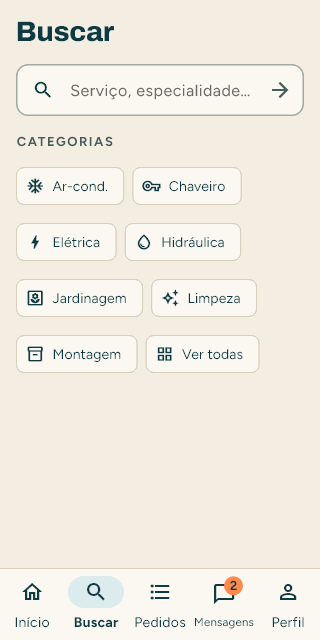 Buscar
Serviço, especialidade...
CATEGORIAS
Ar-cond. Chaveiro
Elétrica Hidráulica
Jardinagem Limpeza
Montagem Ver todas
2
Início Buscar Pedidos Mensagens Perfil